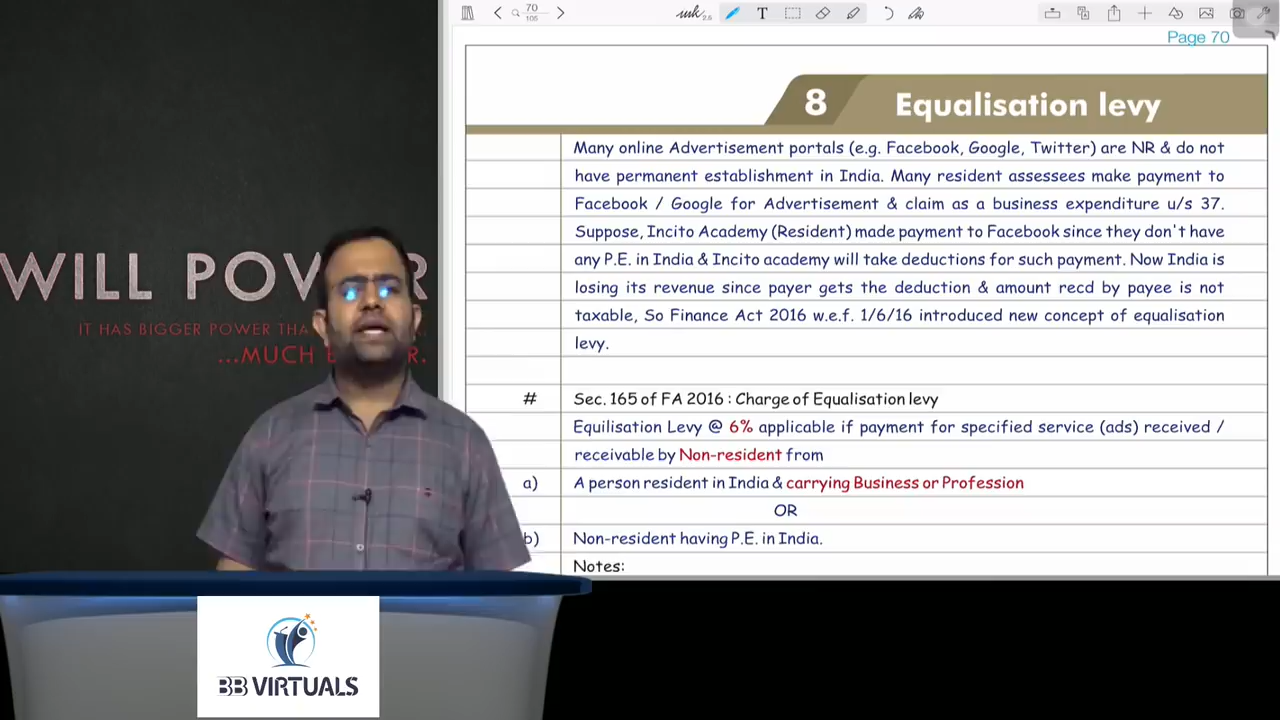 70
105
2.5
T
Page 70
8 Equalisation levy
Many online Advertisement portals (e.g. Facebook, Google, Twitter) are NR & do not
have permanent establishment in India. Many resident assessees make payment to
Facebook / Google for Advertisement & claim as a business expenditure u/s 37.
Suppose, Incito Academy (Resident) made payment to Facebook since they don't have
any P.E. in India & Incito academy will take deductions for such payment. Now India is
losing its revenue since payer gets the deduction & amount recd by payee is not
taxable, So Finance Act 2016 w.e.f. 1/6/16 introduced new concept of equalisation
levy.
# Sec. 165 of FA 2016 : Charge of Equalisation levy
Equilisation Levy @ 6% applicable if payment for specified service (ads) received /
receivable by Non-resident from
a) A person resident in India & carrying Business or Profession
OR
b) Non-resident having P.E. in India.
Notes:
WILL POW R
IT HAS BIGGER POWER THA
...MUCH B R.
BB VIRTUALS